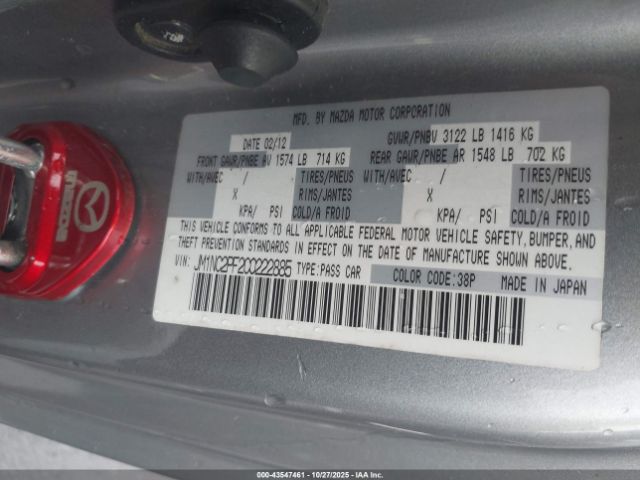 MFD. BY MAZDA MOTOR CORPORATION
DATE 02/12 GVWR/PNBV 3122 LB 1416 KG
FRONT GAWR/PNBE AV 1574 LB 714 KG REAR GAWR/PNBE AR 1548 LB 702 KG
WITH/AVEC / TIRES/PNEUS WITH/AVEC / TIRES/PNEUS
X RIMS/JANTES X RIMS/JANTES
KPA/ PSI COLD/A FROID KPA/ PSI COLD/A FROID
THIS VEHICLE CONFORMS TO ALL APPLICABLE FEDERAL MOTOR VEHICLE SAFETY, BUMPER, AND
THEFT PREVENTION STANDARDS IN EFFECT ON THE DATE OF MANUFACTURE SHOWN ABOVE.
VIN: JM1NC2PF2C0222885 TYPE:PASS CAR COLOR CODE:38P MADE IN JAPAN
mazDa
000-43547461 - 10/27/2025 - IAAI.com